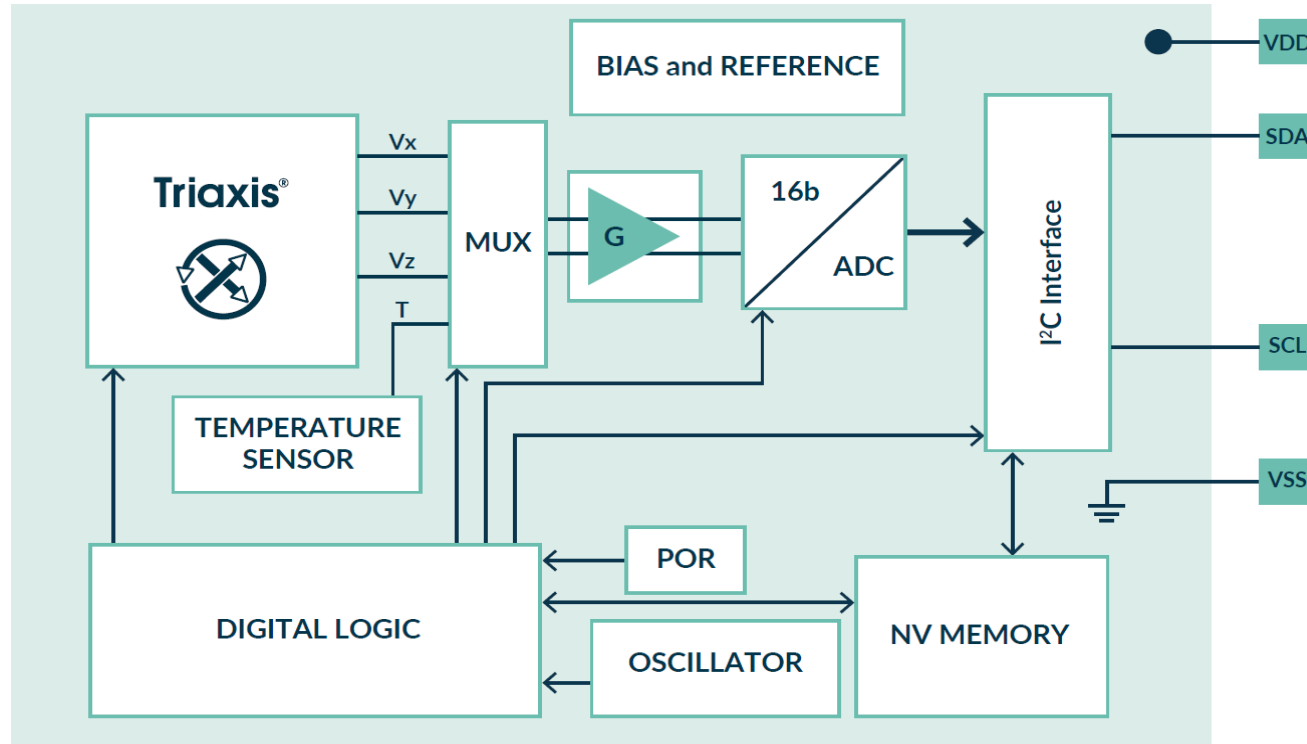 BIAS and REFERENCE
VDD
SDA
SCL
VSS
Triaxis®
Vx
Vy
Vz
T
MUX
G
16b
ADC
I²C Interface
TEMPERATURE
SENSOR
DIGITAL LOGIC
POR
OSCILLATOR
NV MEMORY